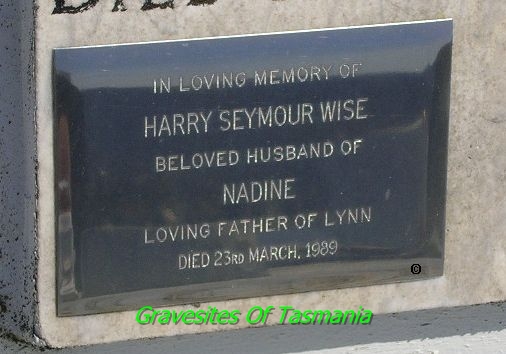 IN LOVING MEMORY OF
HARRY SEYMOUR WISE
BELOVED HUSBAND OF
NADINE
LOVING FATHER OF LYNN
DIED 23RD MARCH, 1989
©
Gravesites Of Tasmania